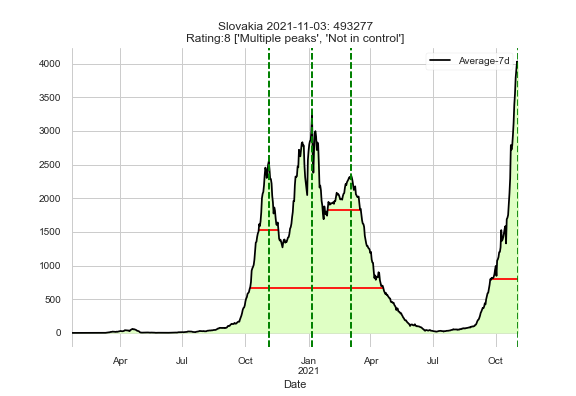 Slovakia 2021-11-03: 493277
Rating:8 ['Multiple peaks', 'Not in control']
Average-7d
4000
3500
3000
2500
2000
1500
1000
500
0
Apr
Jul
Oct
Jan
2021
Apr
Jul
Oct
Date